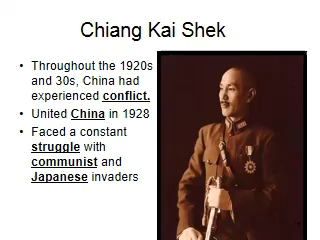 Chiang Kai Shek
• Throughout the 1920s
and 30s, China had
experienced conflict.
• United China in 1928
• Faced a constant
struggle with
communist and
Japanese invaders